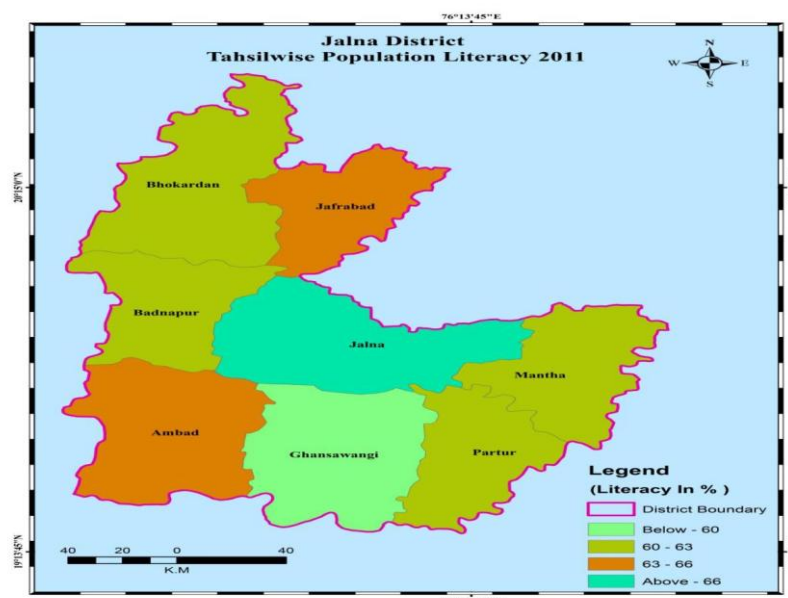 76°13'45"E
Jalna District
Tahsilwise Population Literacy 2011
N
W E
S
20°15'0"N
Bhokardan
Jafrabad
Badnapur
Jalna
Mantha
Ambad
Ghansawangi
Partur
Legend
(Literacy In % )
District Boundary
Below - 60
60 - 63
63 - 66
Above - 66
19°13'45"N
40 20 0 40
K.M